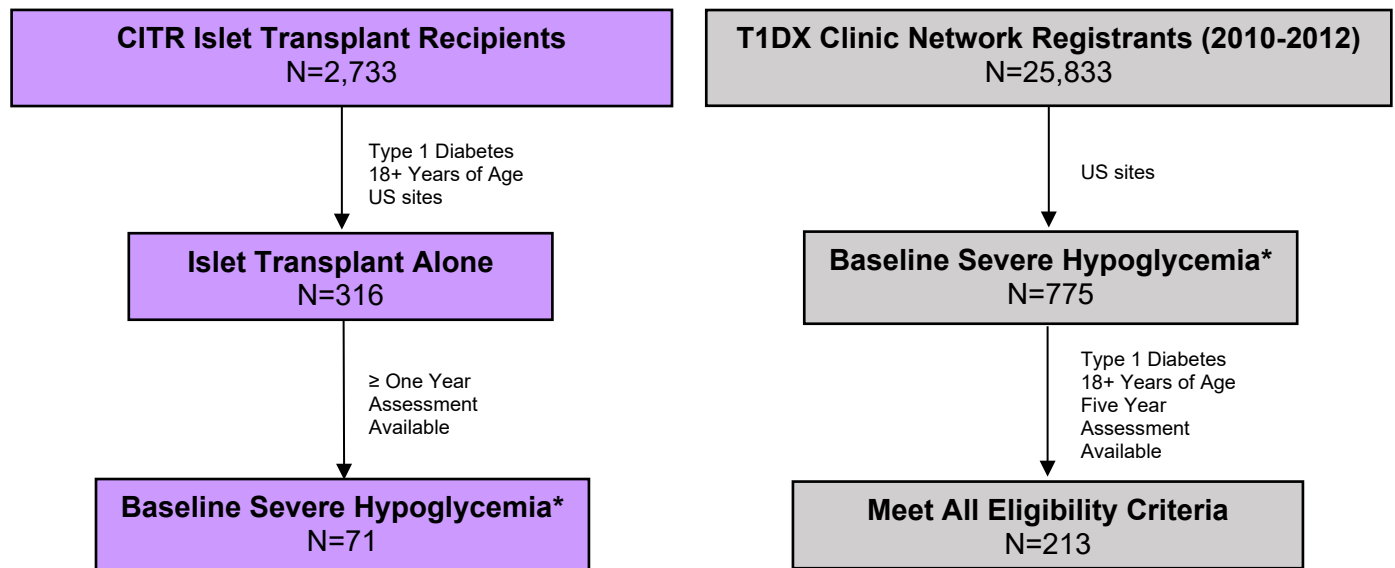 CITR Islet Transplant Recipients
N=2,733
Type 1 Diabetes
18+ Years of Age
US sites
Islet Transplant Alone
N=316
≥ One Year
Assessment
Available
Baseline Severe Hypoglycemia*
N=71
T1DX Clinic Network Registrants (2010-2012)
N=25,833
US sites
Baseline Severe Hypoglycemia*
N=775
Type 1 Diabetes
18+ Years of Age
Five Year
Assessment
Available
Meet All Eligibility Criteria
N=213